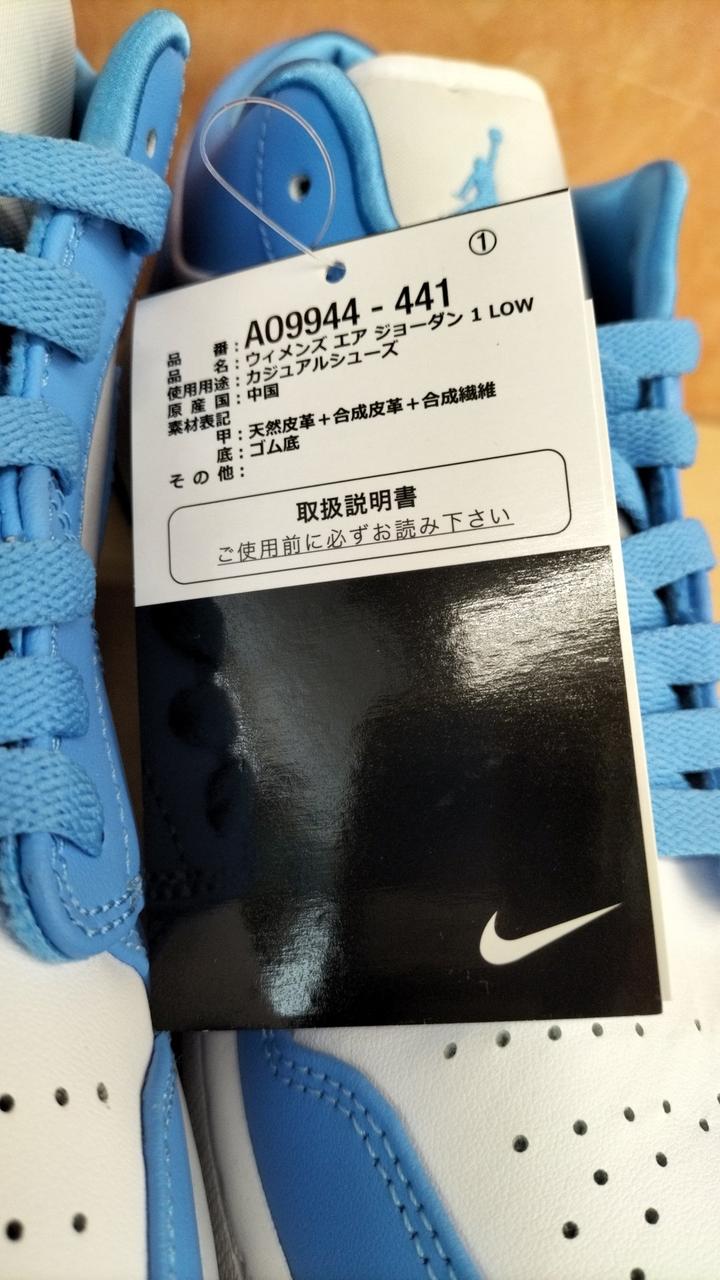 ①
品番：AO9944 - 441
品名：ウィメンズ エア ジョーダン 1 LOW
使用用途：カジュアルシューズ
原産国：中国
素材表記
甲：天然皮革＋合成皮革＋合成繊維
底：ゴム底
その他：
取扱説明書
ご使用前に必ずお読み下さい